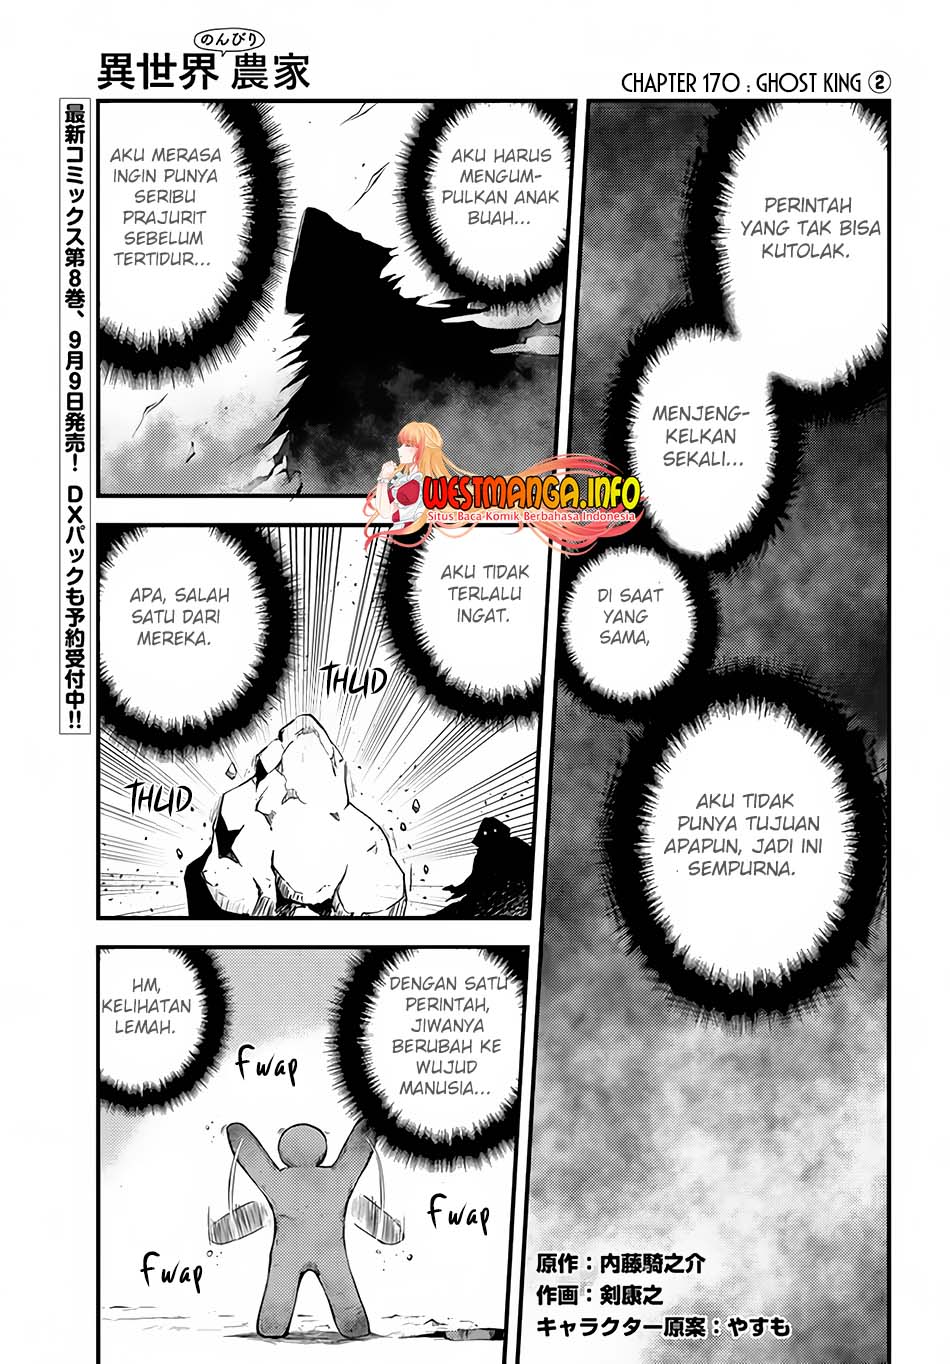 のんびり
異世界農家
CHAPTER 170 : GHOST KING ②
最新コミックス第8巻、9月9日発売! DXパックも予約受付中!!
PERINTAH
YANG TAK BISA
KUTOLAK.
MENJENG-
KELKAN
SEKALI...
DI SAAT
YANG
SAMA,
AKU TIDAK
PUNYA TUJUAN
APAPUN, JADI INI
SEMPURNA.
AKU HARUS
MENGUM-
PULKAN ANAK
BUAH...
AKU MERASA
INGIN PUNYA
SERIBU
PRAJURIT
SEBELUM
TERTIDUR...
WESTMANGA.INFO
Situs Baca Komik Berbahasa Indonesia
AKU TIDAK
TERLALU
INGAT.
APA, SALAH
SATU DARI
MEREKA.
THUD
THUD.
DENGAN SATU
PERINTAH,
JIWANYA
BERUBAH KE
WUJUD
MANUSIA...
HM,
KELIHATAN
LEMAH.
FWAP
FWAP
FWAP
原作：内藤騎之介
作画：剣康之
キャラクター原案：やすも